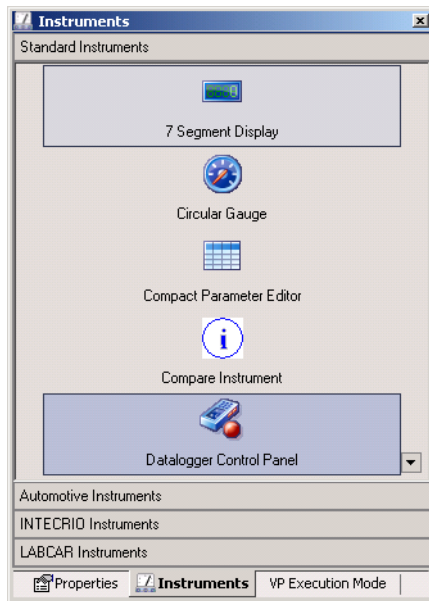 Instruments
Standard Instruments
7 Segment Display
Circular Gauge
Compact Parameter Editor
i
Compare Instrument
Datalogger Control Panel
Automotive Instruments
INTECRIO Instruments
LABCAR Instruments
Properties Instruments VP Execution Mode